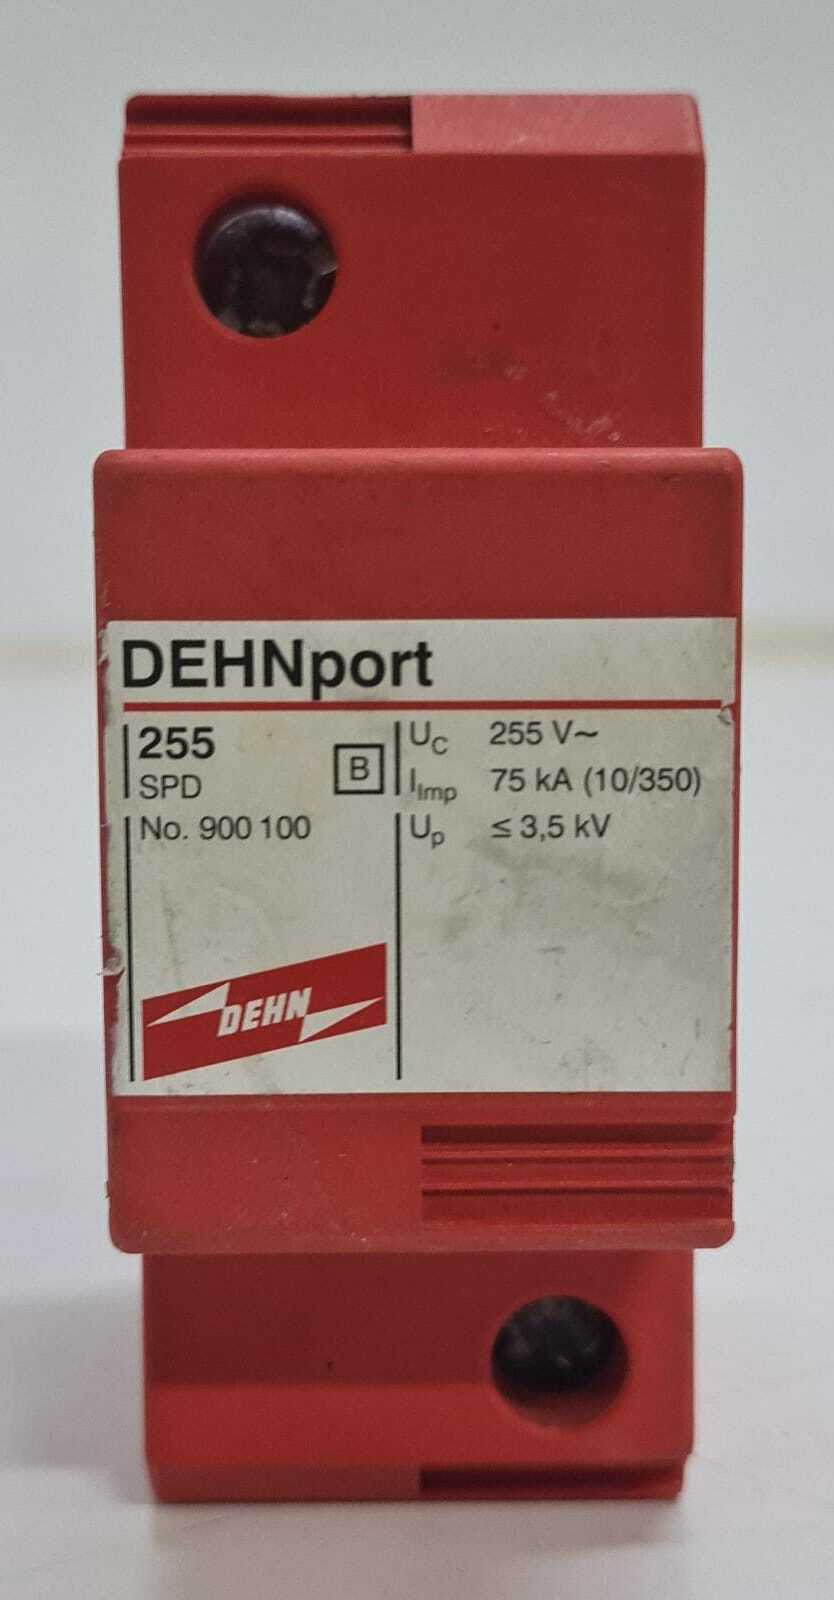 DEHNport
255
SPD
B
No. 900 100
UC 255 V~
IImp 75 kA (10/350)
Up ≤ 3,5 kV
DEHN